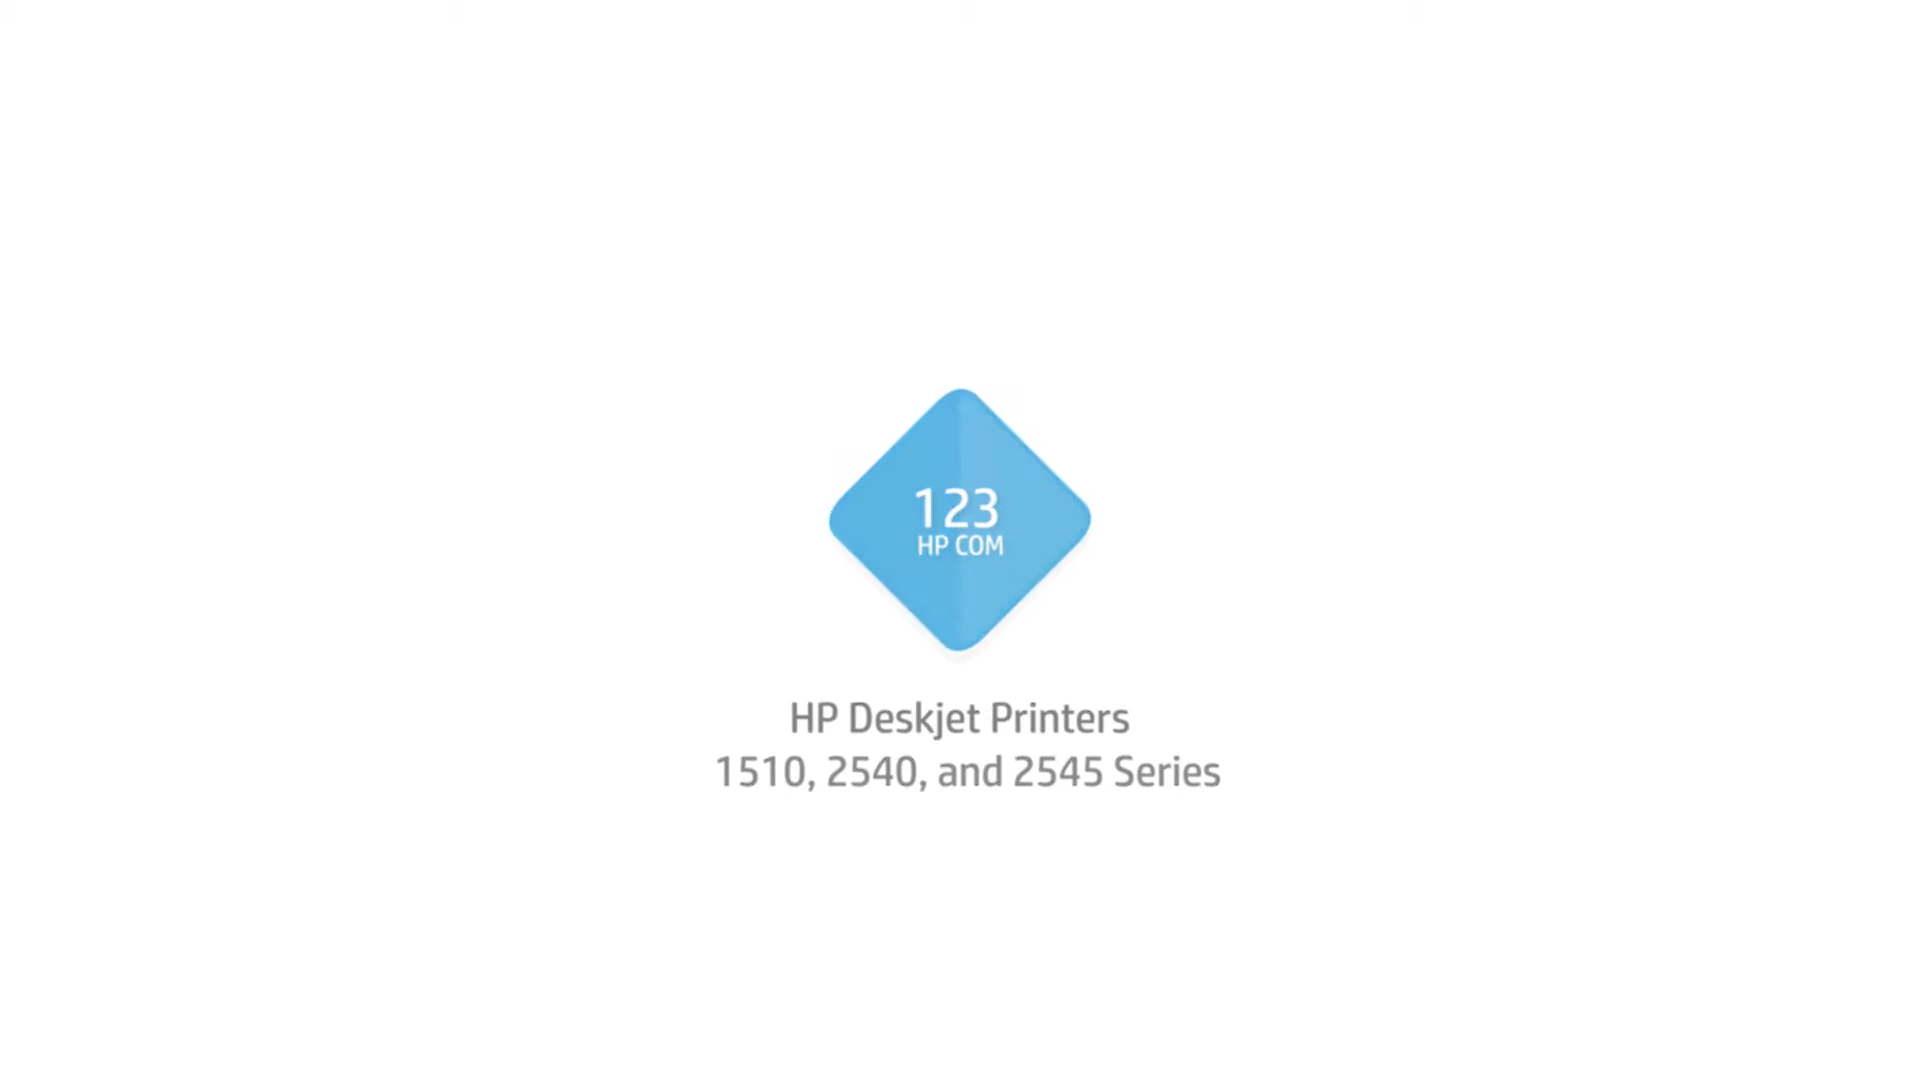 123
HP COM
HP Deskjet Printers
1510, 2540, and 2545 Series